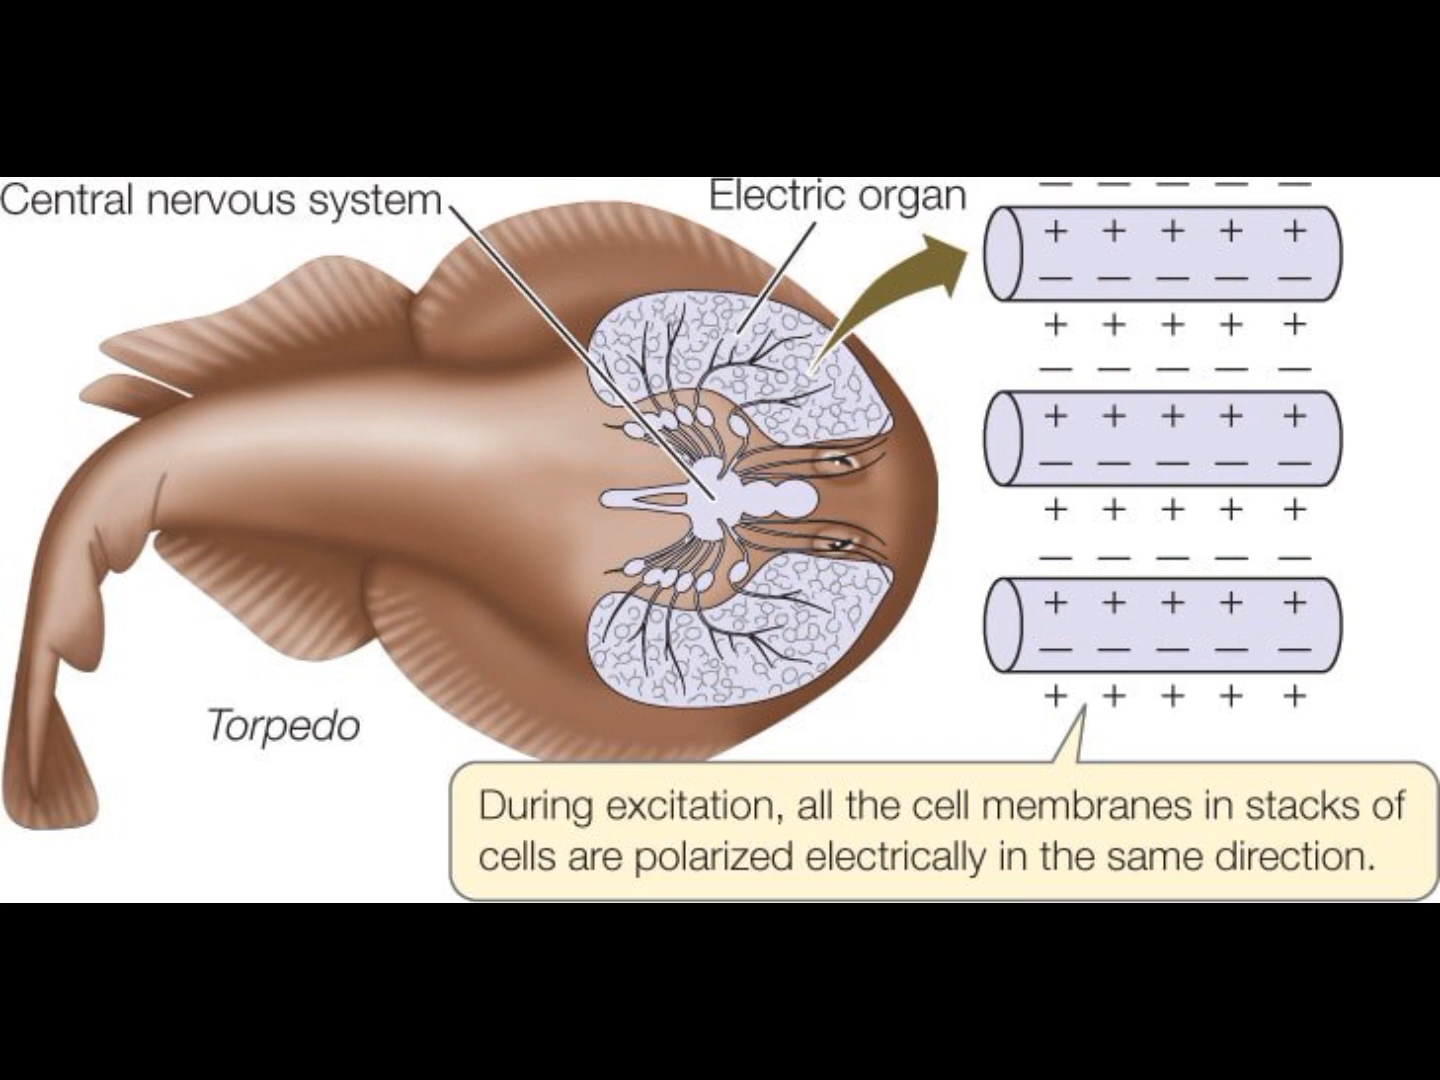 Central nervous system
Electric organ
– – – – –
+ + + + +
– – – – –
+ + + + +
– – – – –
+ + + + +
– – – – –
+ + + + +
– – – – –
+ + + + +
– – – – –
+ + + + +
Torpedo
During excitation, all the cell membranes in stacks of
cells are polarized electrically in the same direction.